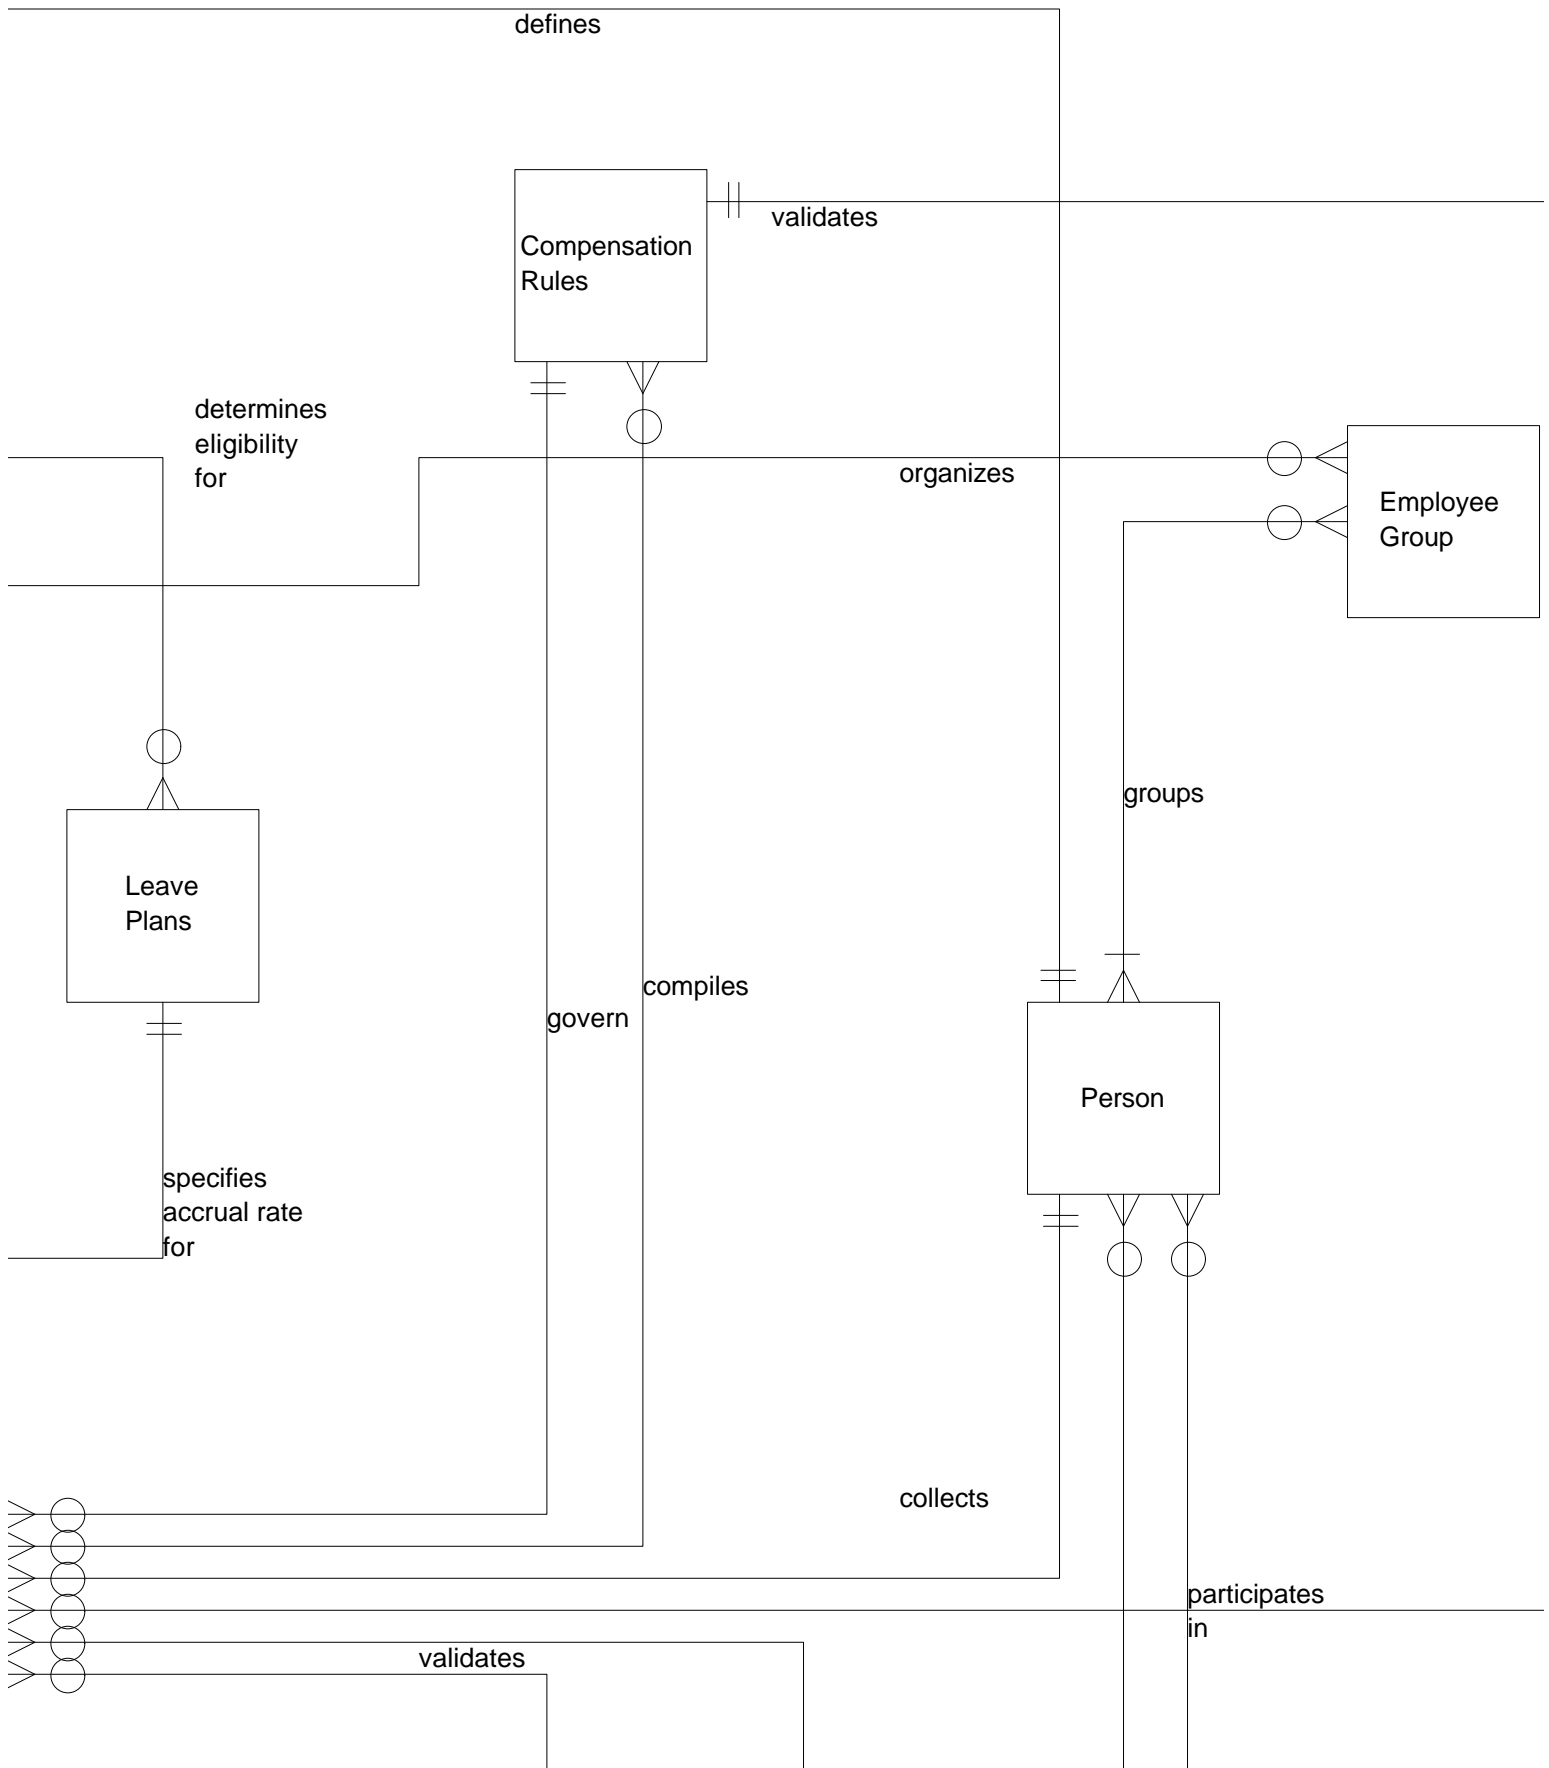 defines
validates
Compensation
Rules
determines
eligibility
for
organizes
Employee
Group
groups
Leave
Plans
compiles
govern
Person
specifies
accrual rate
for
collects
participates
in
validates